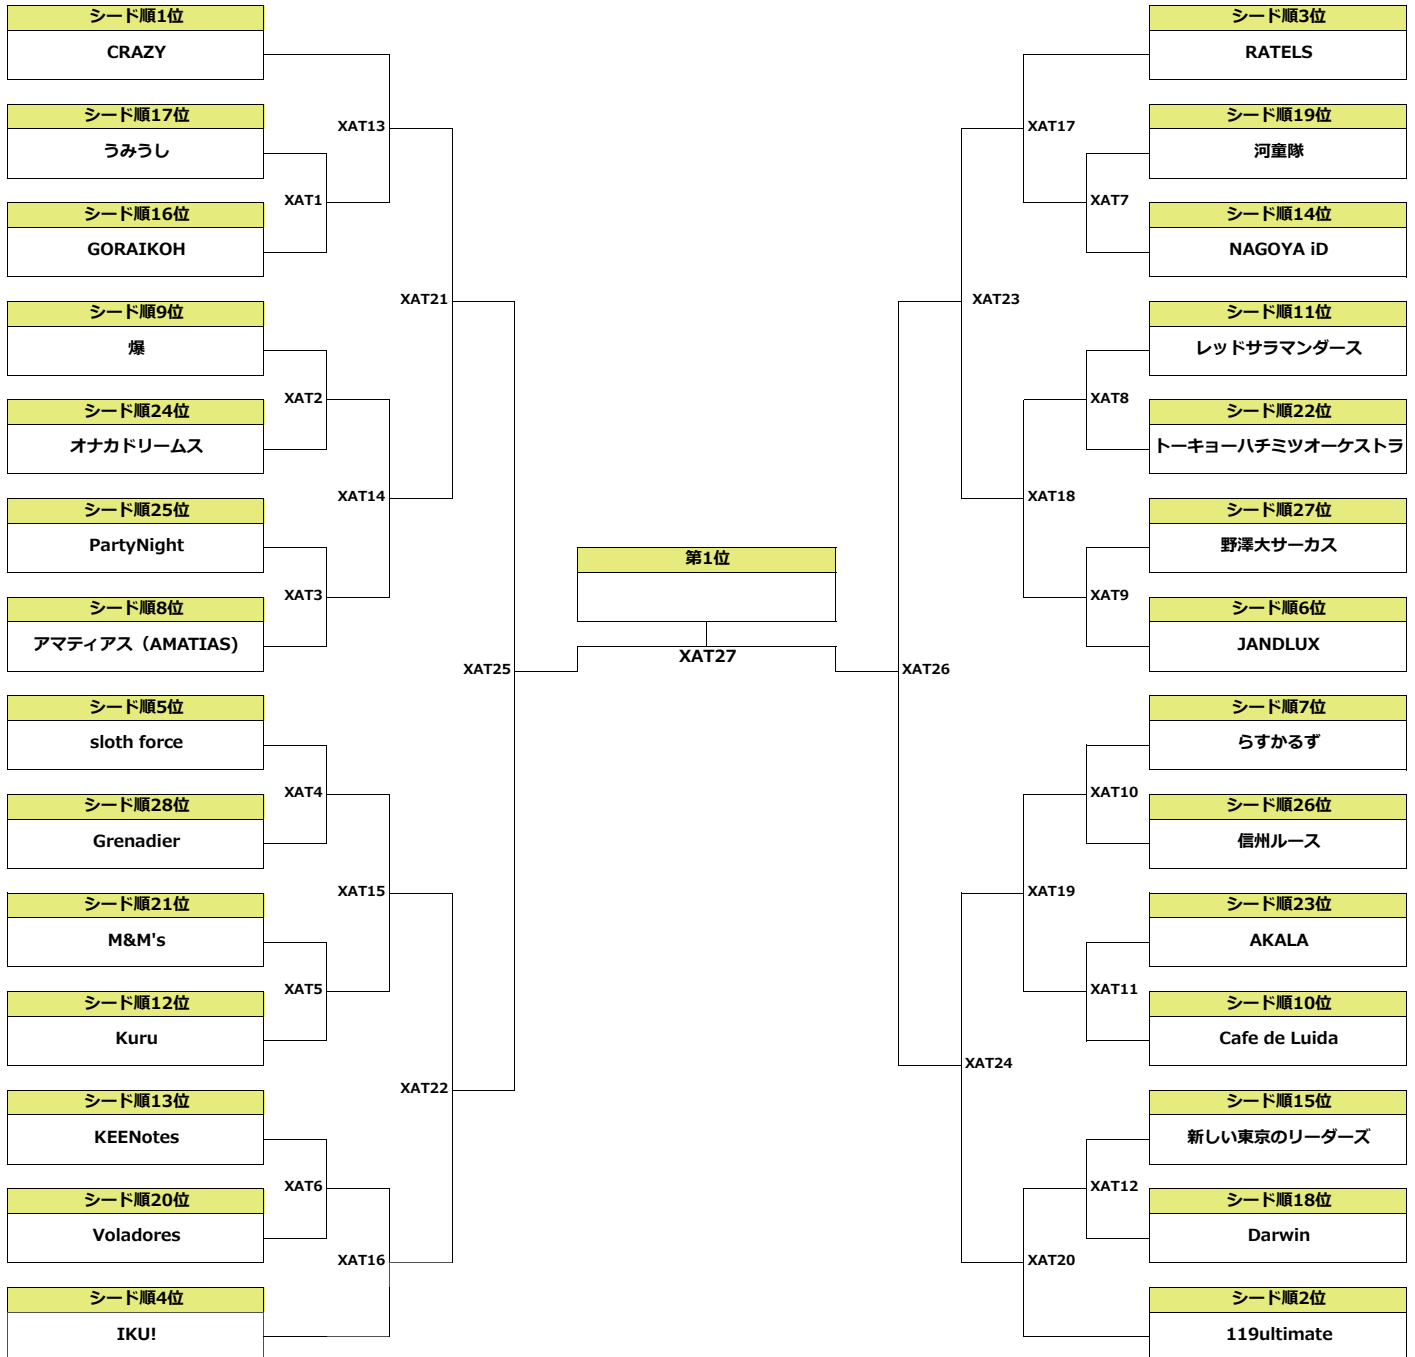 シード順1位
CRAZY
シード順17位
うみうし
シード順16位
GORAIKOH
シード順9位
爆
シード順24位
オナカドリームス
シード順25位
PartyNight
シード順8位
アマティアス（AMATIAS)
シード順5位
sloth force
シード順28位
Grenadier
シード順21位
M&M's
シード順12位
Kuru
シード順13位
KEENotes
シード順20位
Voladores
シード順4位
IKU!
XAT1
XAT2
XAT3
XAT4
XAT5
XAT6
XAT13
XAT14
XAT15
XAT16
XAT21
XAT22
XAT25
第1位
XAT27
XAT26
XAT23
XAT24
XAT17
XAT18
XAT19
XAT20
XAT7
XAT8
XAT9
XAT10
XAT11
XAT12
シード順3位
RATELS
シード順19位
河童隊
シード順14位
NAGOYA iD
シード順11位
レッドサラマンダース
シード順22位
トーキョーハチミツオーケストラ
シード順27位
野澤大サーカス
シード順6位
JANDLUX
シード順7位
らすかるず
シード順26位
信州ルース
シード順23位
AKALA
シード順10位
Cafe de Luida
シード順15位
新しい東京のリーダーズ
シード順18位
Darwin
シード順2位
119ultimate